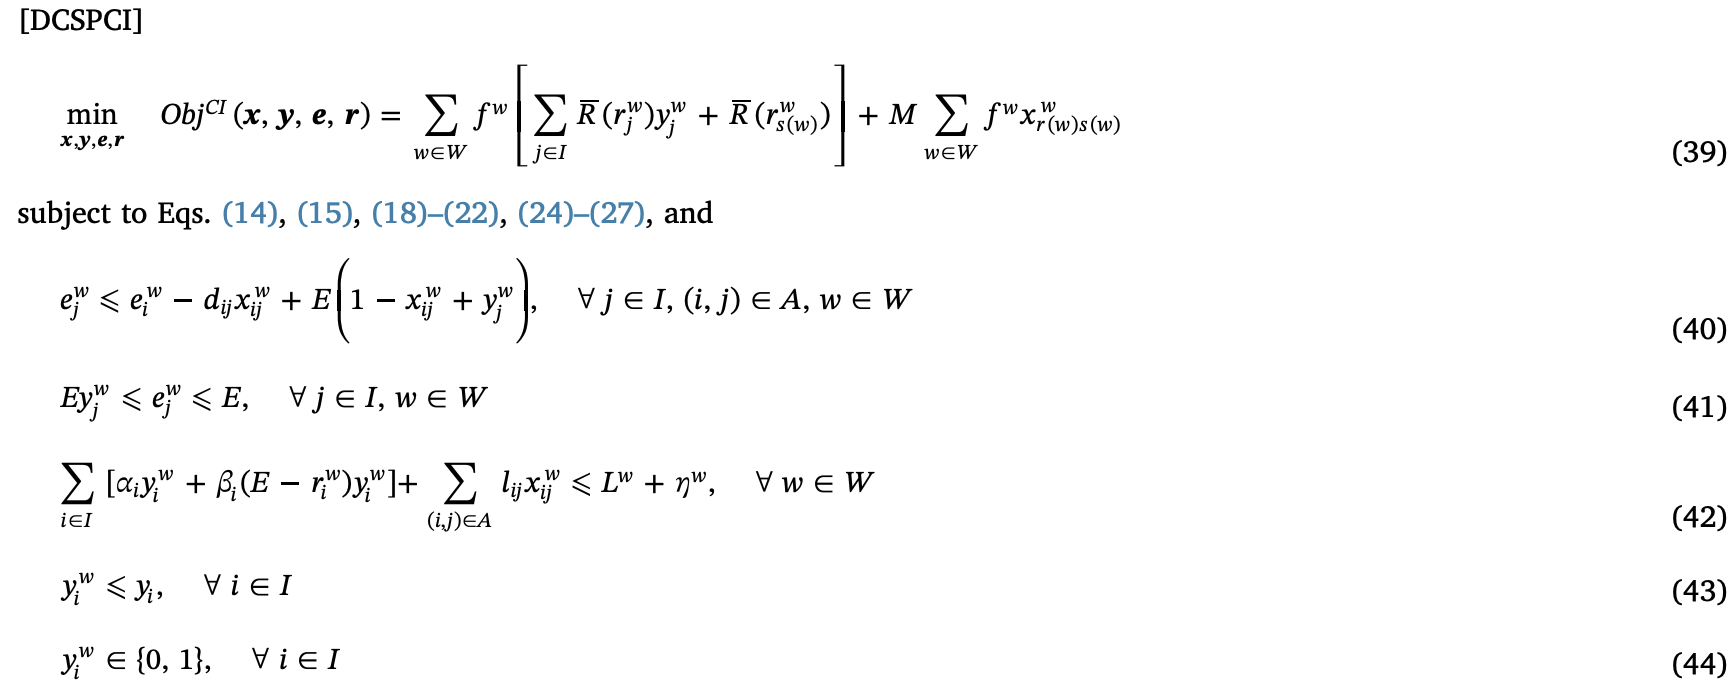 [DCSPCI]
min x,y,e,r Obj^{CI}(x, y, e, r) = ∑_{w∈W} f^w [ ∑_{j∈I} R̅(r_j^w)y_j^w + R̅(r_{s(w)}^w) ] + M ∑_{w∈W} f^w x_{r(w)s(w)}^w (39)
subject to Eqs. (14), (15), (18)–(22), (24)–(27), and
e_j^w ⩽ e_i^w − d_{ij}x_{ij}^w + E(1 − x_{ij}^w + y_j^w), ∀ j ∈ I, (i, j) ∈ A, w ∈ W (40)
Ey_j^w ⩽ e_j^w ⩽ E, ∀ j ∈ I, w ∈ W (41)
∑_{i∈I} [α_i y_i^w + β_i(E − r_i^w)y_i^w]+ ∑_{(i,j)∈A} l_{ij}x_{ij}^w ⩽ L^w + η^w, ∀ w ∈ W (42)
y_i^w ⩽ y_i, ∀ i ∈ I (43)
y_i^w ∈ {0, 1}, ∀ i ∈ I (44)